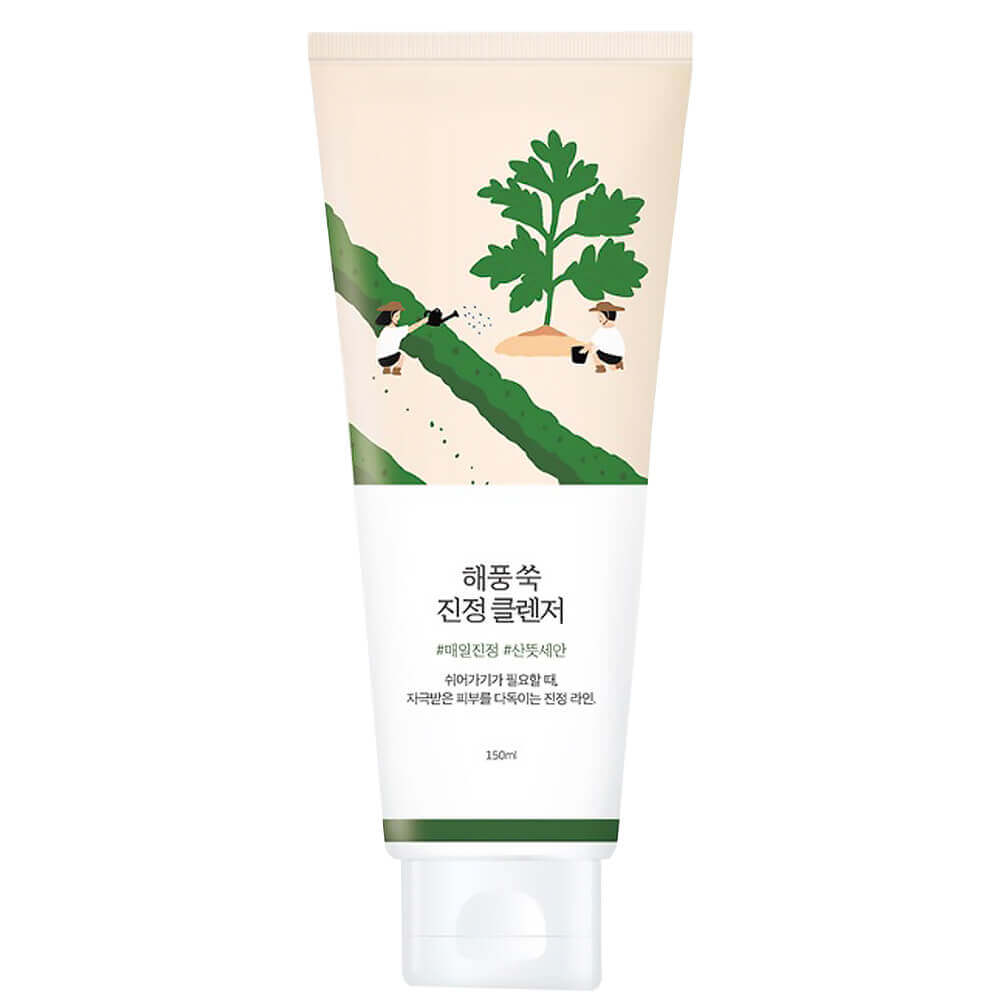 해풍 쑥
진정 클렌저
#매일진정 #산뜻세안
쉬어가기가 필요할 때,
자극받은 피부를 다독이는 진정 라인.
150ml